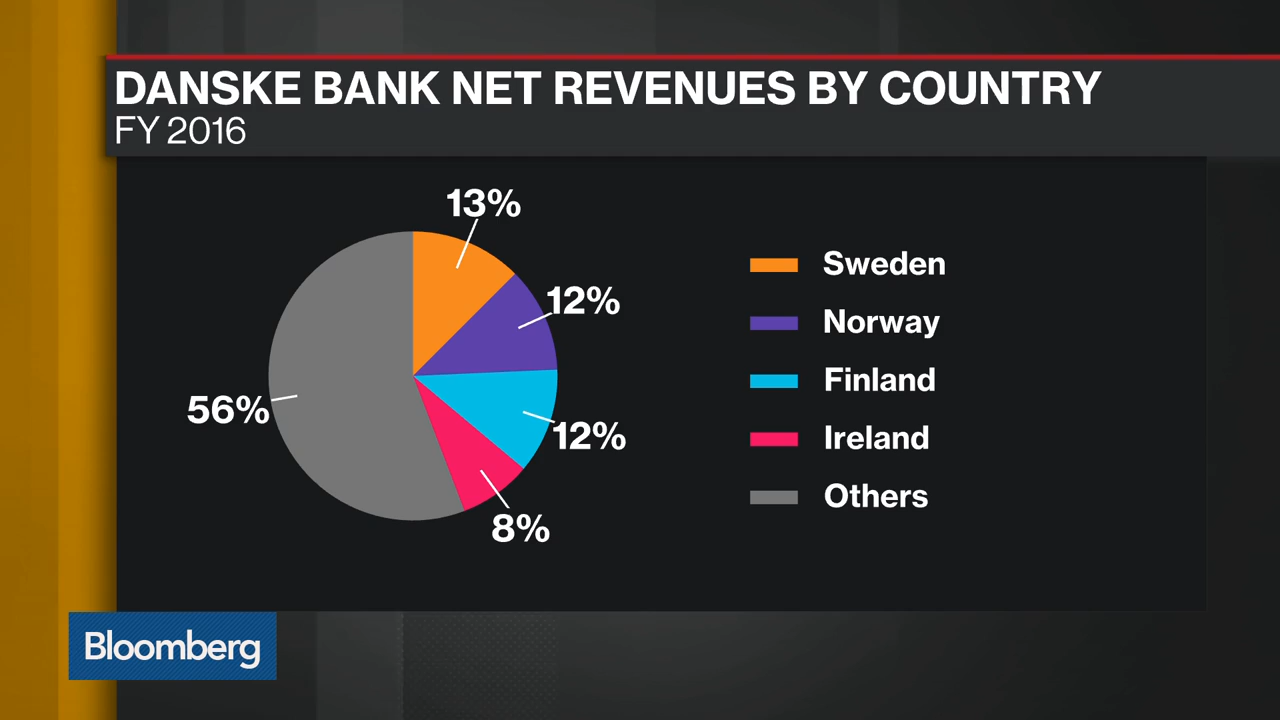 DANSKE BANK NET REVENUES BY COUNTRY
FY 2016
13%
12%
12%
8%
56%
Sweden
Norway
Finland
Ireland
Others
Bloomberg